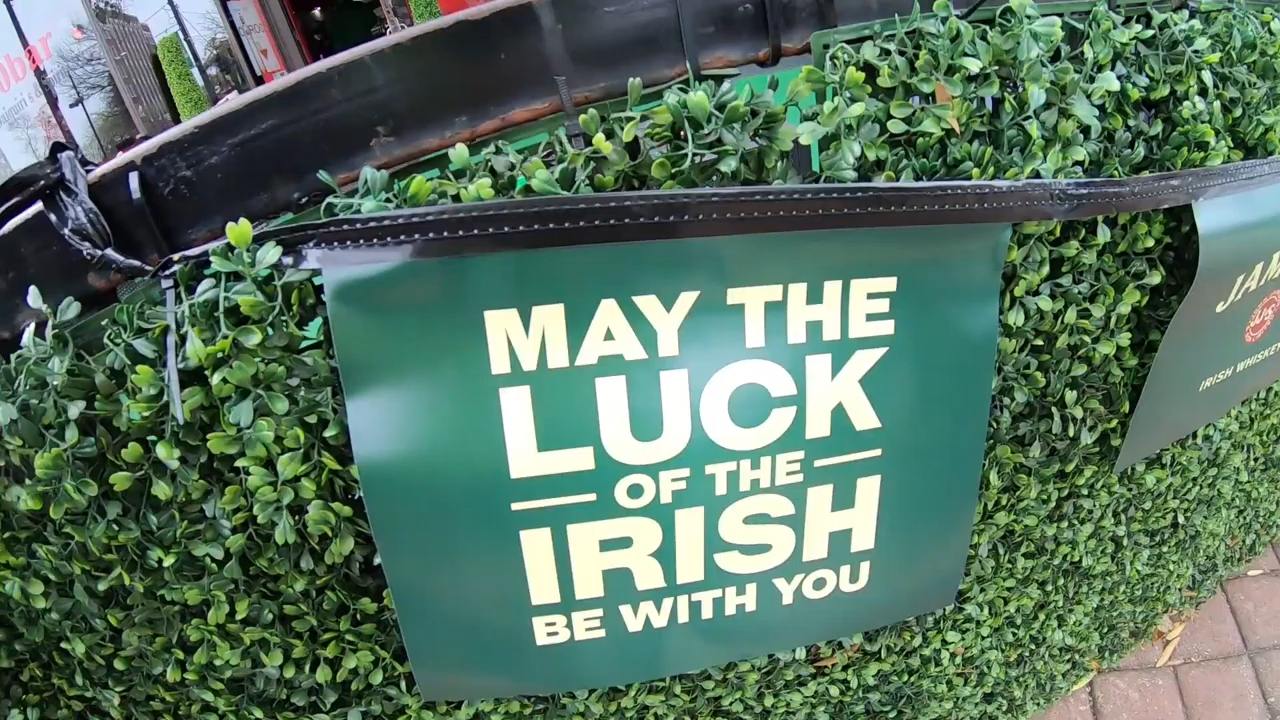 MAY THE
LUCK
OF THE
IRISH
BE WITH YOU
IRISH WHISKEY